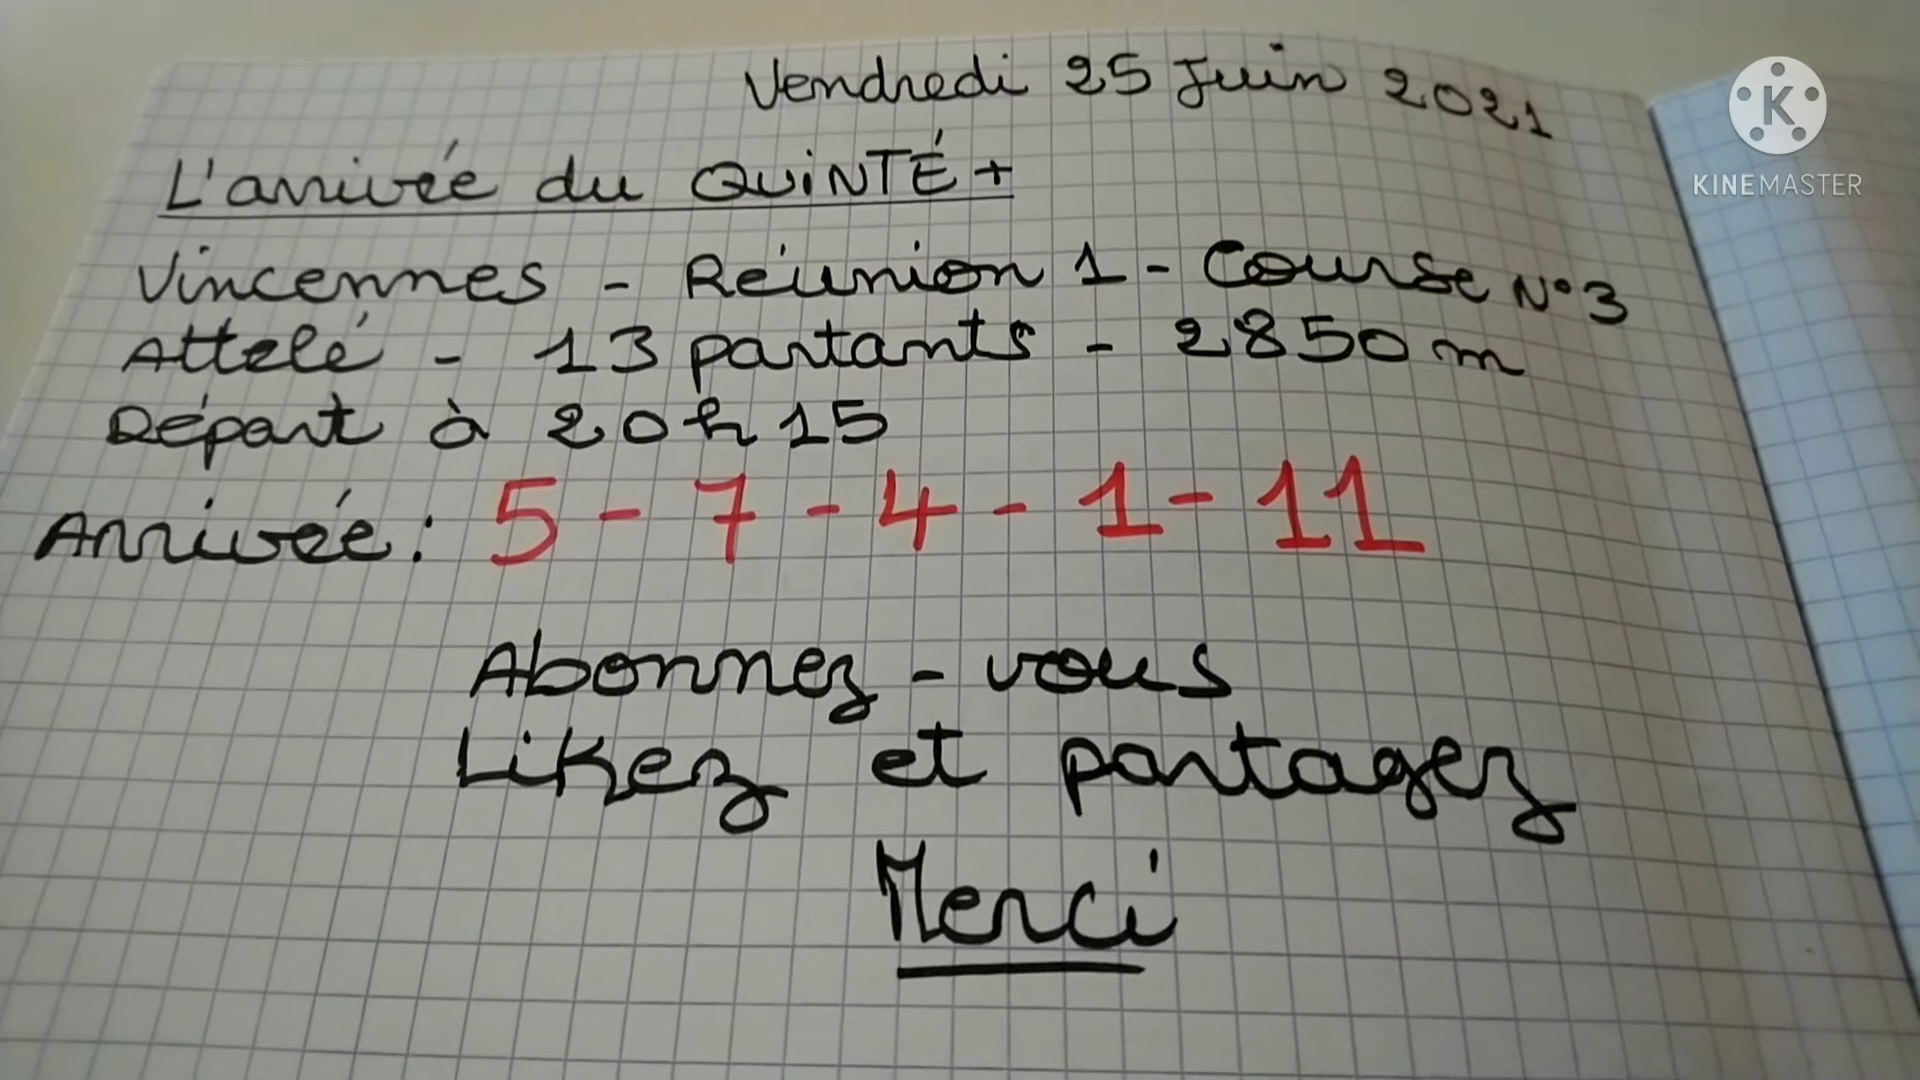 Vendredi 25 Juin 2021
L'arrivée du QUiNTÉ+
Vincennes - Réunion 1 - Course N°3
Attelé - 13 partants - 2850 m
Départ à 20h15
Arrivée : 5 - 7 - 4 - 1 - 11
Abonnez - vous
Likez et partagez
Merci
K
KINEMASTER